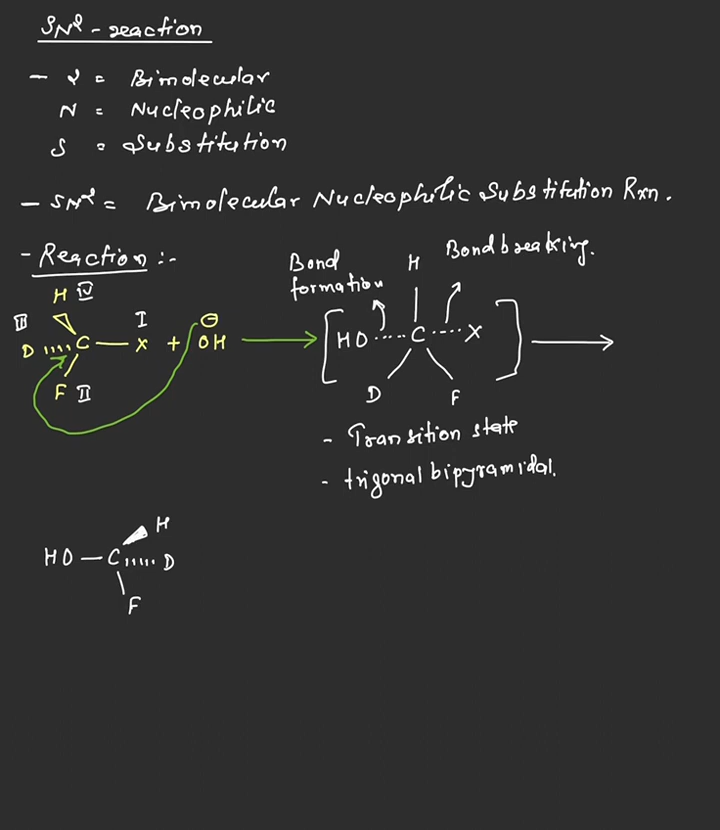 SN2 - reaction
- 2 = Bimolecular
N = Nucleophilic
S = Substitution
- SN2 = Bimolecular Nucleophilic Substitution Rxn.
- Reaction :-
Bond formation
H
Bond breaking.
H IV
III
I
D C - X + OH
⊖
HO C X
F II
D F
- Transition state
- trigonal bipyramidal.
H
HO - C D
F